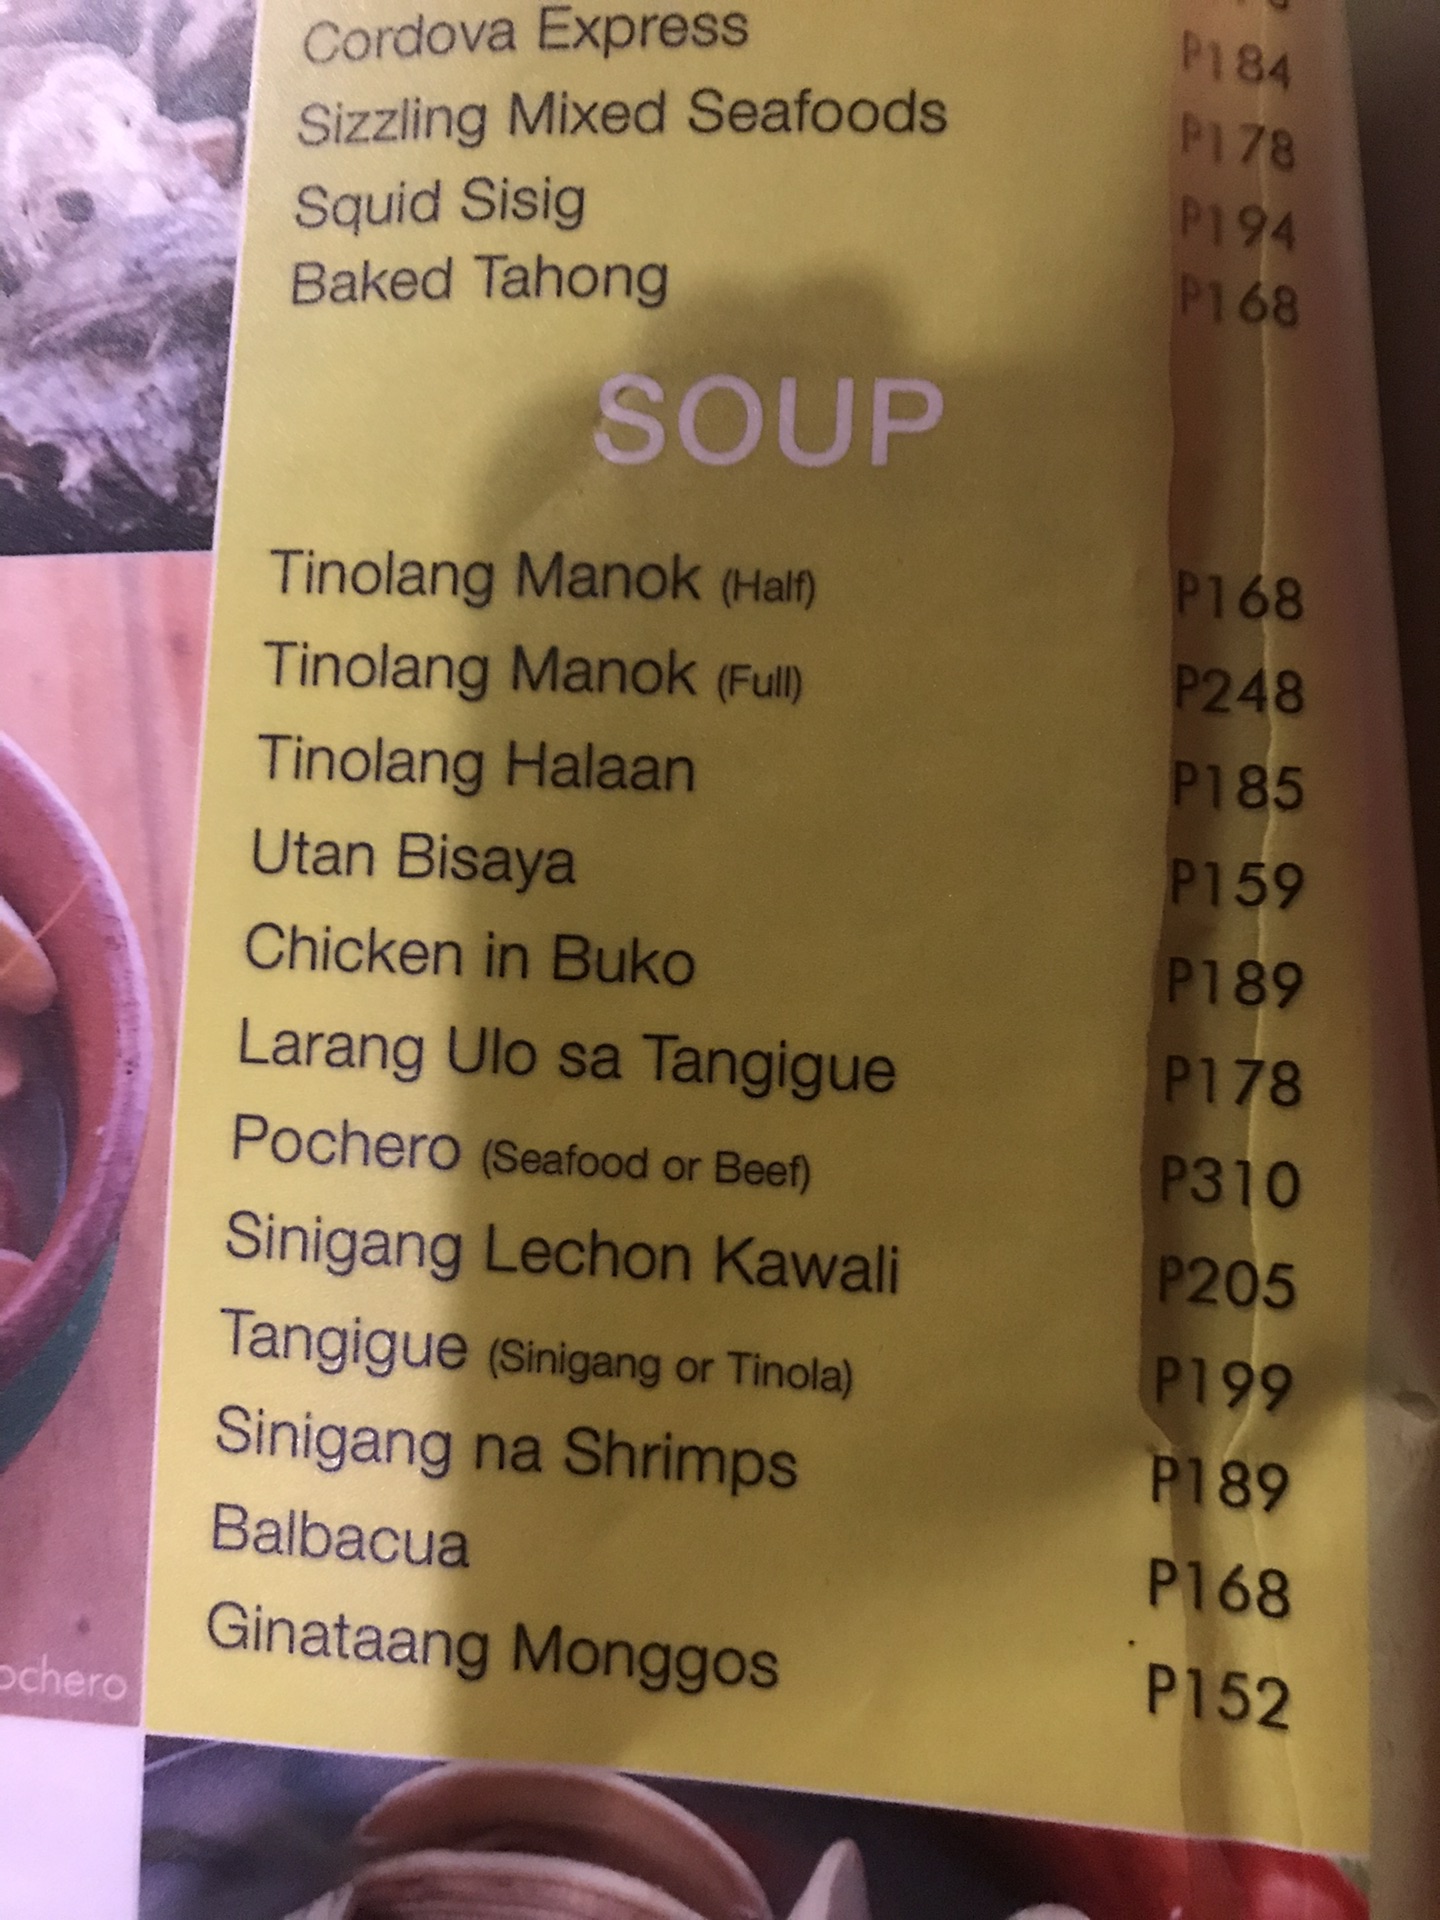 Cordova Express P184
Sizzling Mixed Seafoods P178
Squid Sisig P194
Baked Tahong P168
SOUP
Tinolang Manok (Half) P168
Tinolang Manok (Full) P248
Tinolang Halaan P185
Utan Bisaya P159
Chicken in Buko P189
Larang Ulo sa Tangigue P178
Pochero (Seafood or Beef) P310
Sinigang Lechon Kawali P205
Tangigue (Sinigang or Tinola) P199
Sinigang na Shrimps P189
Balbacua P168
Ginataang Monggos P152
ochero